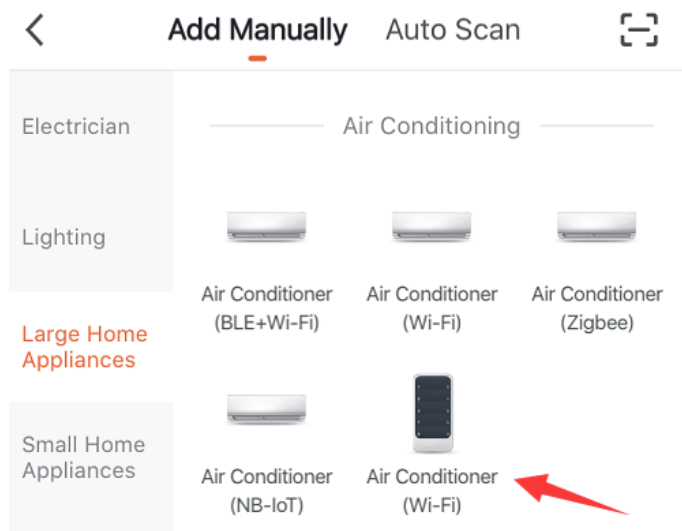 Add Manually Auto Scan
Electrician
Lighting
Large Home
Appliances
Small Home
Appliances
Air Conditioning
Air Conditioner
(BLE+Wi-Fi)
Air Conditioner
(Wi-Fi)
Air Conditioner
(Zigbee)
Air Conditioner
(NB-IoT)
Air Conditioner
(Wi-Fi)